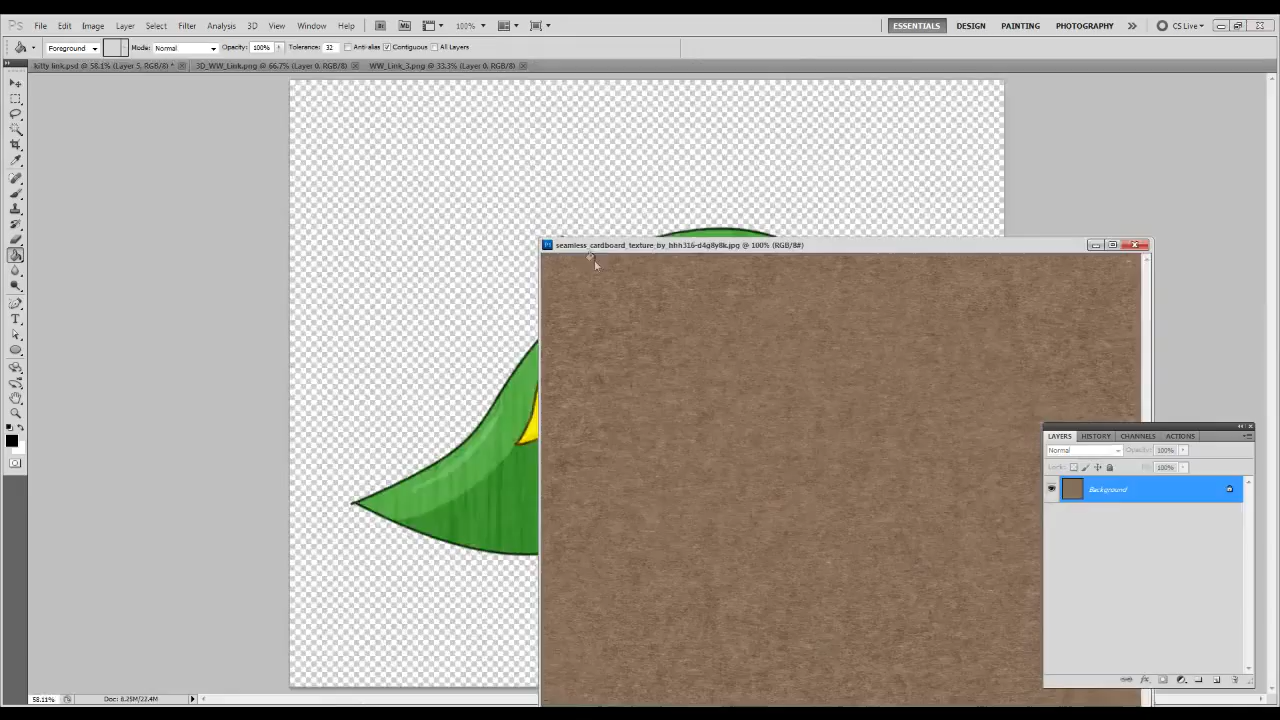 Ps File Edit Image Layer Select Filter Analysis 3D View Window Help Br Mb 100% ESSENTIALS DESIGN PAINTING PHOTOGRAPHY CS Live
Foreground Mode: Normal Opacity: 100% Tolerance: 32 Anti-alias Contiguous All Layers
kitty link.psd @ 58.1% (Layer 5, RGB/8) * 3D_WW_Link.png @ 66.7% (Layer 0, RGB/8) WW_Link_3.png @ 33.3% (Layer 0, RGB/8)
seamless_cardboard_texture_by_hhh316-d4g8y8k.jpg @ 100% (RGB/8#)
LAYERS HISTORY CHANNELS ACTIONS
Normal Opacity: 100%
Lock: Fill: 100%
Background
58.11% Doc: 8.25M/22.4M